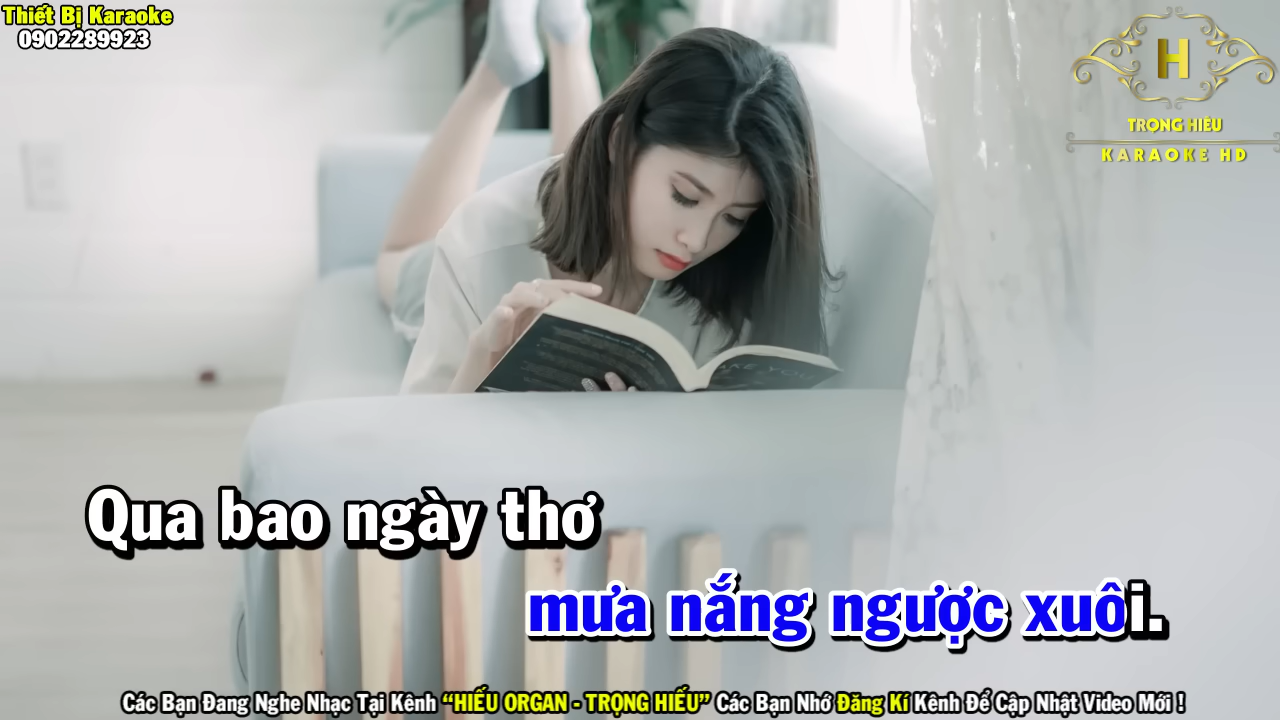 Thiết Bị Karaoke
0902289923
H
TRỌNG HIẾU
KARAOKE HD
Qua bao ngày thơ
mưa nắng ngược xuôi.
Các Bạn Đang Nghe Nhạc Tại Kênh “HIẾU ORGAN - TRỌNG HIẾU” Các Bạn Nhớ Đăng Kí Kênh Để Cập Nhật Video Mới !